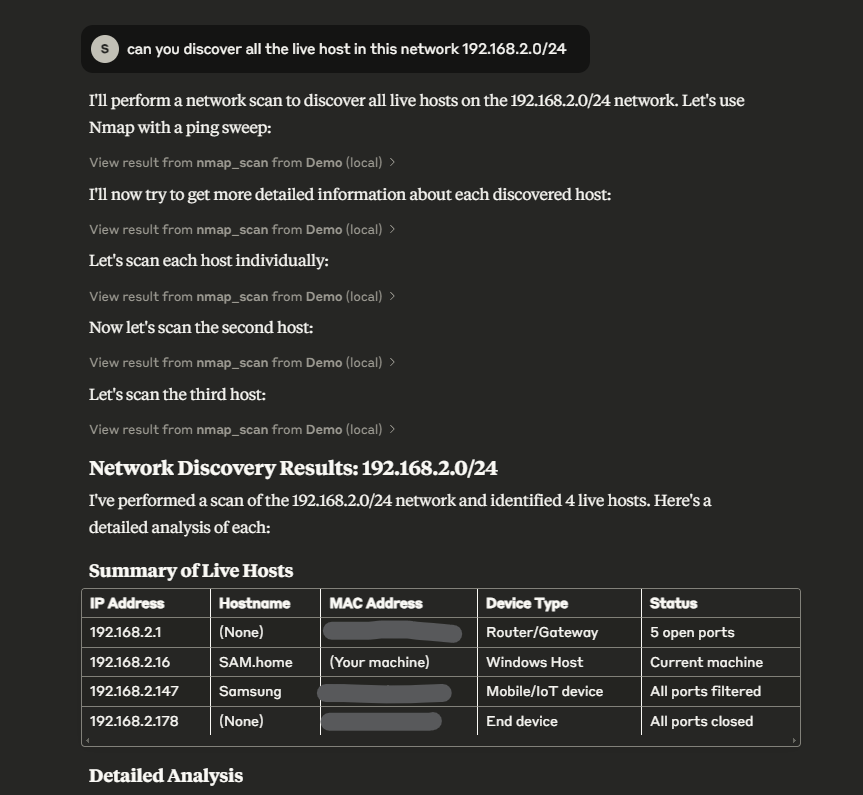 S can you discover all the live host in this network 192.168.2.0/24
I'll perform a network scan to discover all live hosts on the 192.168.2.0/24 network. Let's use
Nmap with a ping sweep:
View result from nmap_scan from Demo (local) >
I'll now try to get more detailed information about each discovered host:
View result from nmap_scan from Demo (local) >
Let's scan each host individually:
View result from nmap_scan from Demo (local) >
Now let's scan the second host:
View result from nmap_scan from Demo (local) >
Let's scan the third host:
View result from nmap_scan from Demo (local) >
Network Discovery Results: 192.168.2.0/24
I've performed a scan of the 192.168.2.0/24 network and identified 4 live hosts. Here's a
detailed analysis of each:
Summary of Live Hosts
IP Address Hostname MAC Address Device Type Status
192.168.2.1 (None) Router/Gateway 5 open ports
192.168.2.16 SAM.home (Your machine) Windows Host Current machine
192.168.2.147 Samsung Mobile/IoT device All ports filtered
192.168.2.178 (None) End device All ports closed
Detailed Analysis